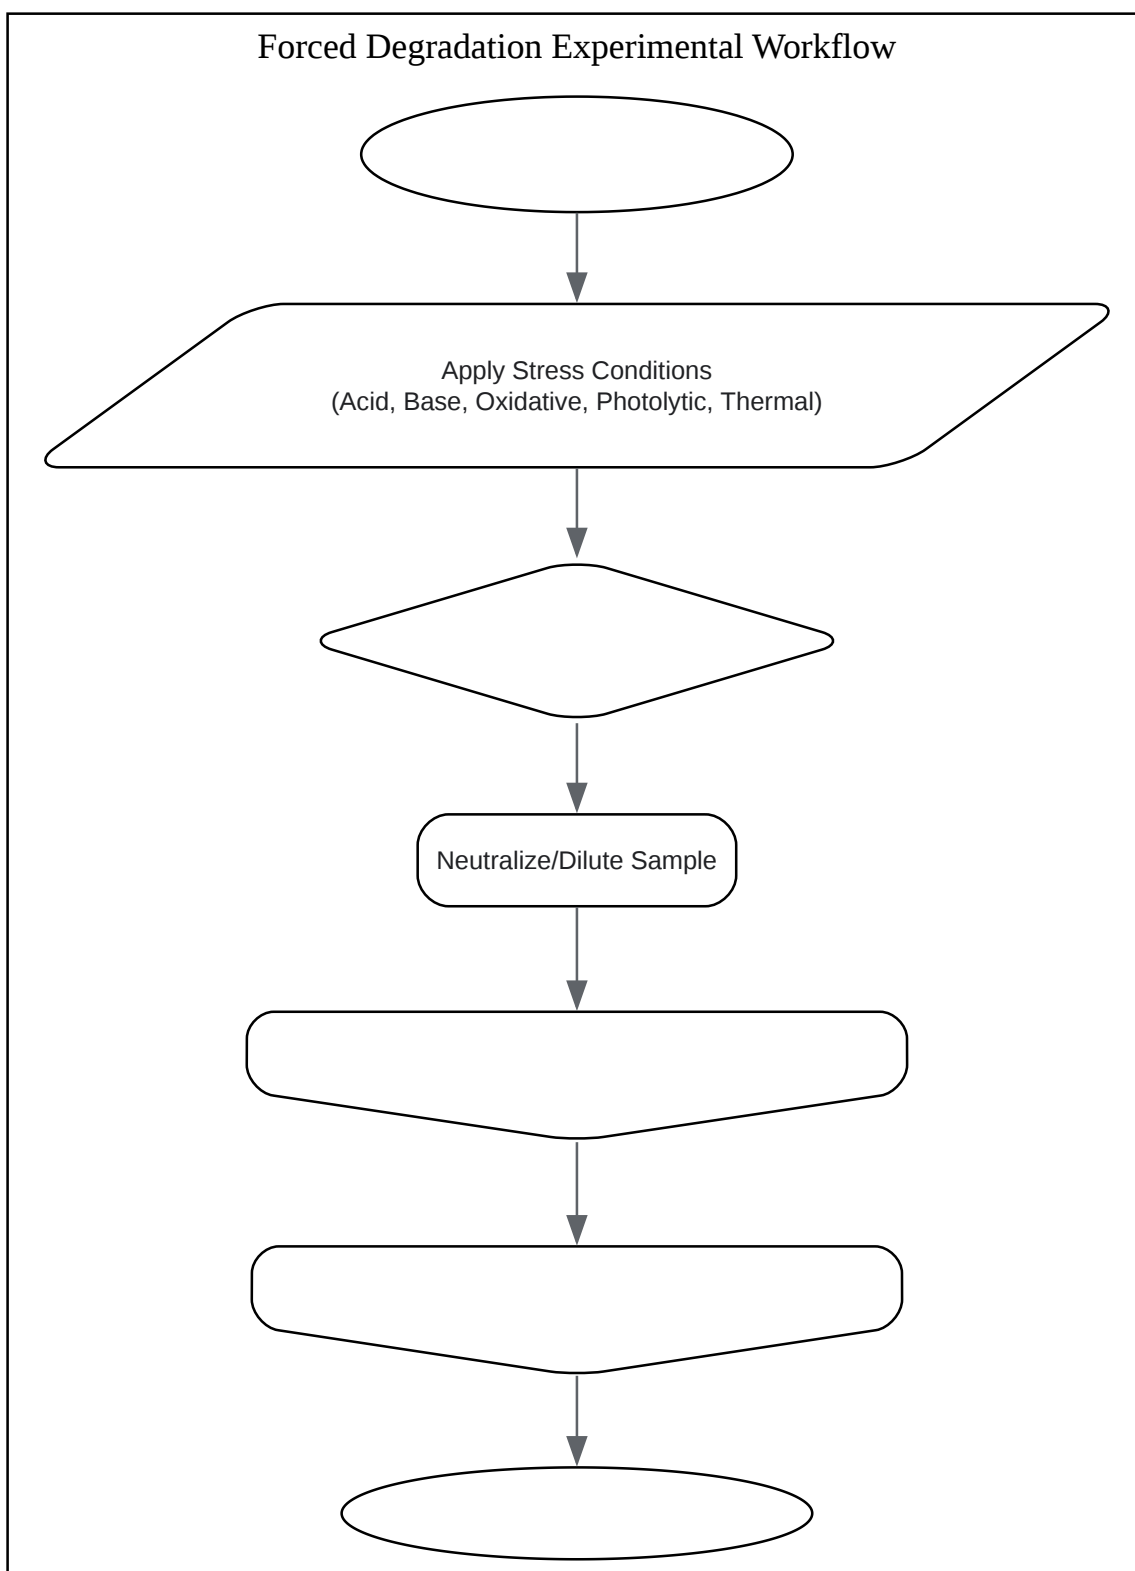 Forced Degradation Experimental Workflow
Apply Stress Conditions
(Acid, Base, Oxidative, Photolytic, Thermal)
Neutralize/Dilute Sample